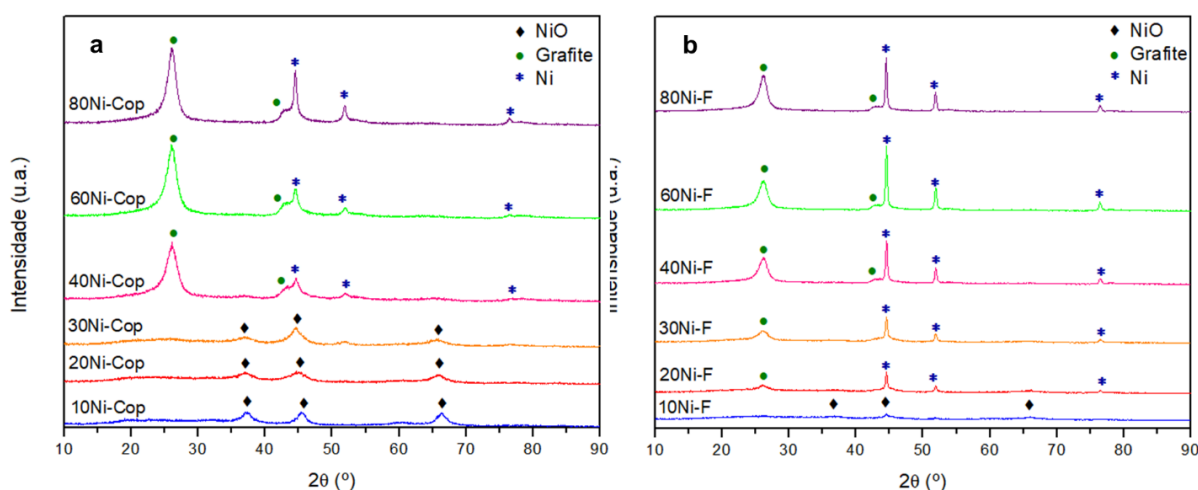 a
NiO
Grafite
Ni
80Ni-Cop
60Ni-Cop
40Ni-Cop
30Ni-Cop
20Ni-Cop
10Ni-Cop
Intensidade (u.a.)
10 20 30 40 50 60 70 80 90
2θ (º)
b
NiO
Grafite
Ni
80Ni-F
60Ni-F
40Ni-F
30Ni-F
20Ni-F
10Ni-F
Intensidade (u.a.)
10 20 30 40 50 60 70 80 90
2θ (º)